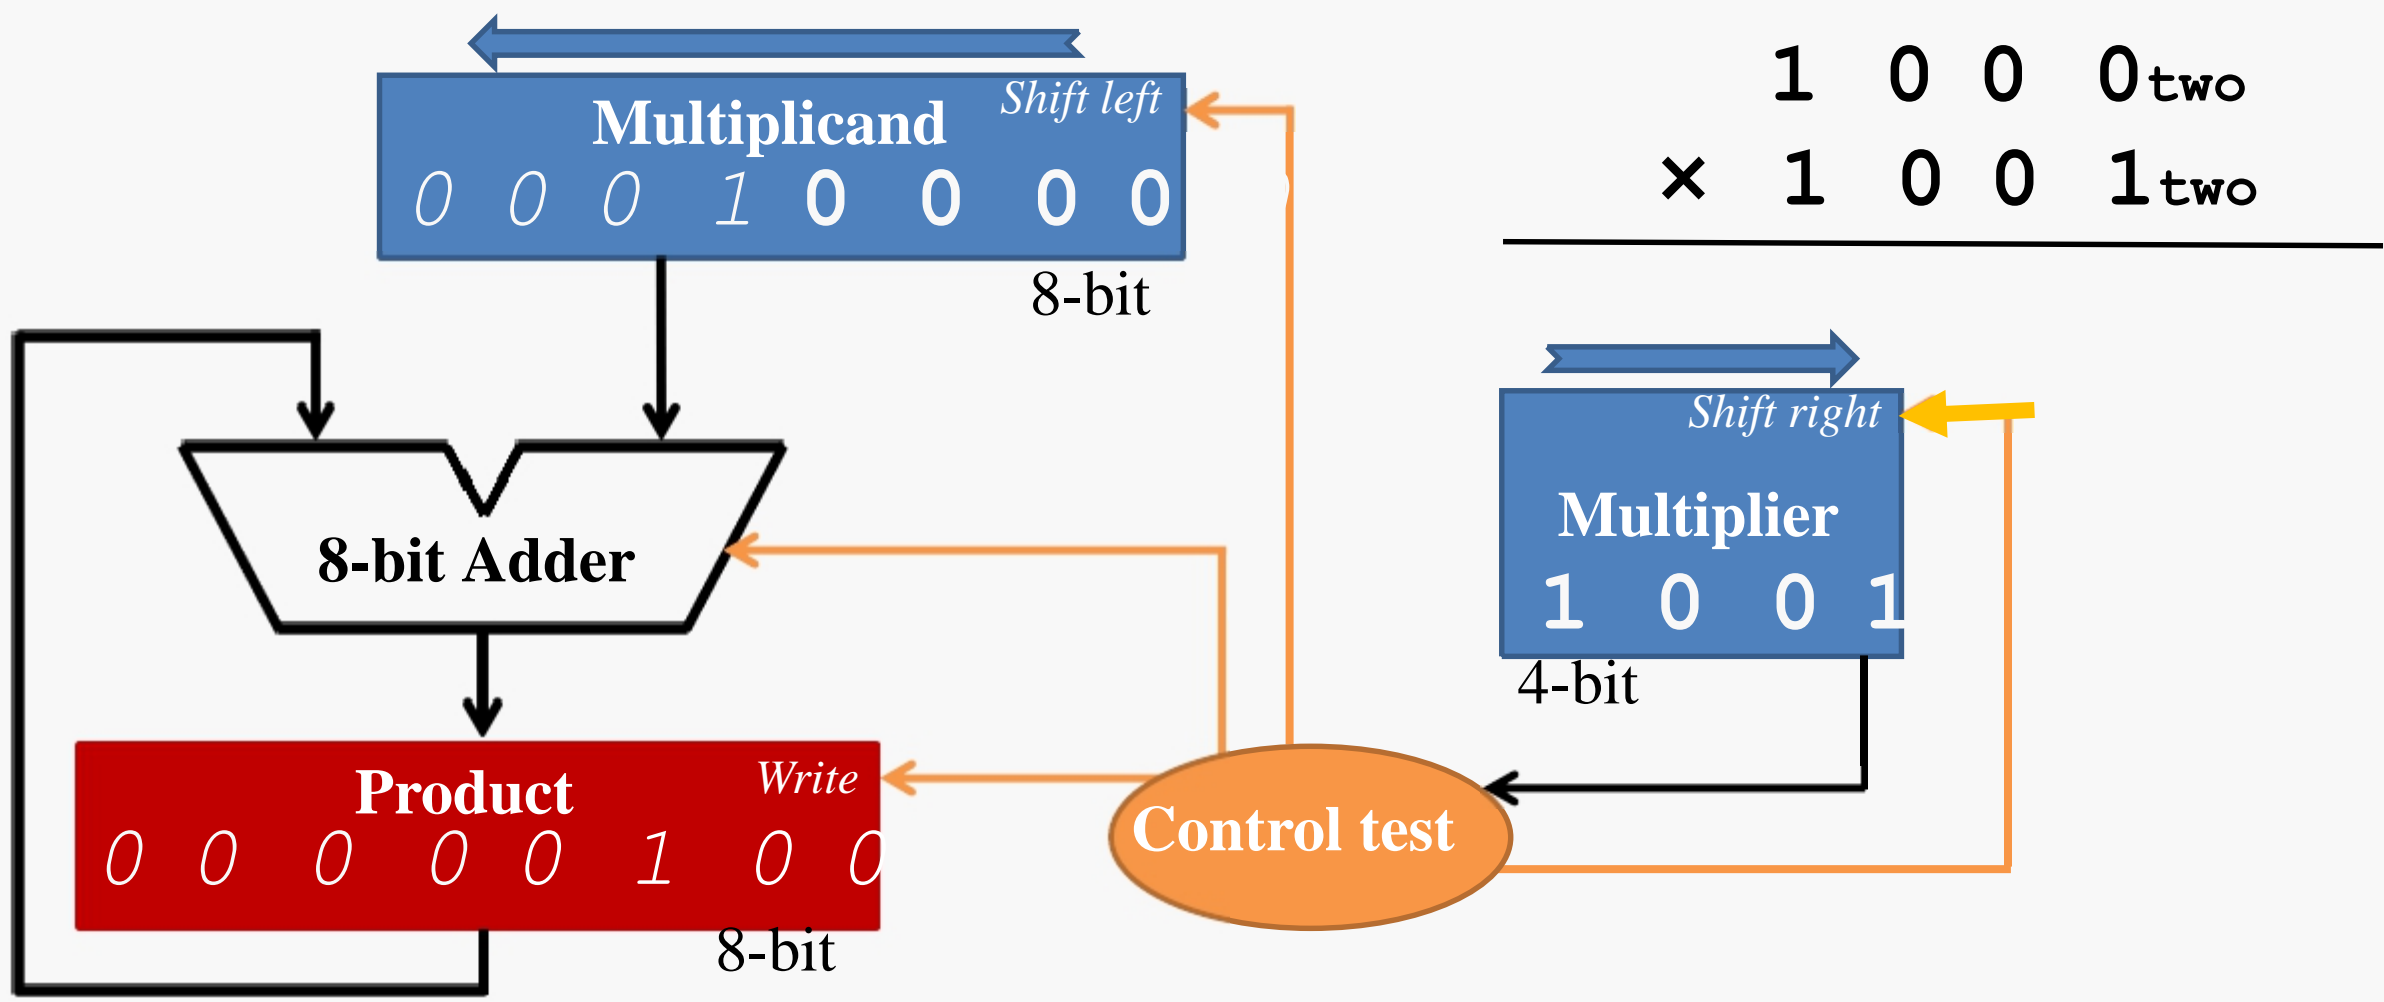 Shift left
Multiplicand
0 0 0 1 0 0 0 0
8-bit
1 0 0 0two
× 1 0 0 1two
Shift right
Multiplier
1 0 0 1
4-bit
8-bit Adder
Product
Write
0 0 0 0 0 1 0 0
8-bit
Control test